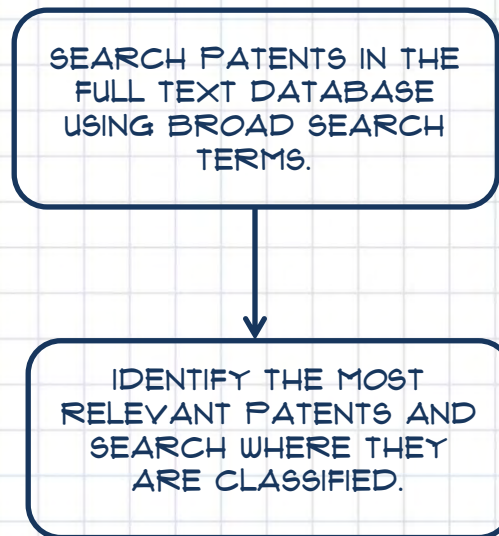 SEARCH PATENTS IN THE
FULL TEXT DATABASE
USING BROAD SEARCH
TERMS.
IDENTIFY THE MOST
RELEVANT PATENTS AND
SEARCH WHERE THEY
ARE CLASSIFIED.